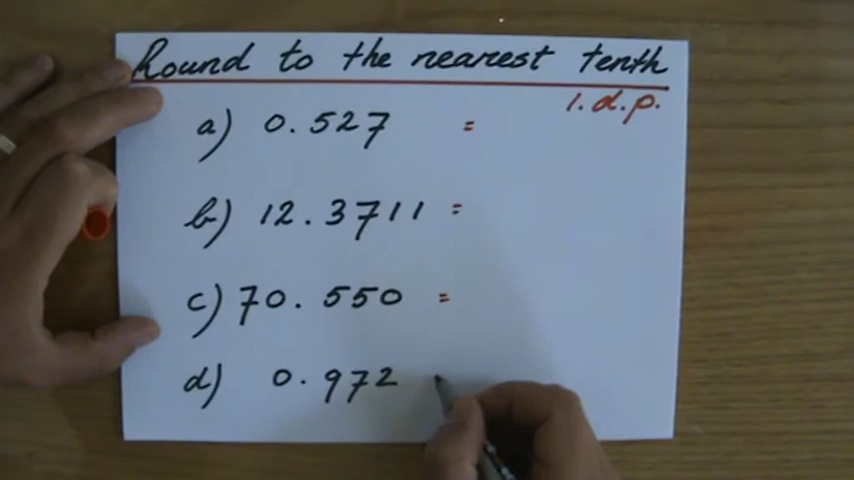 Round to the nearest tenth
1.d.p.
a) 0.527 =
b) 12.3711 =
c) 70.550 =
d) 0.972